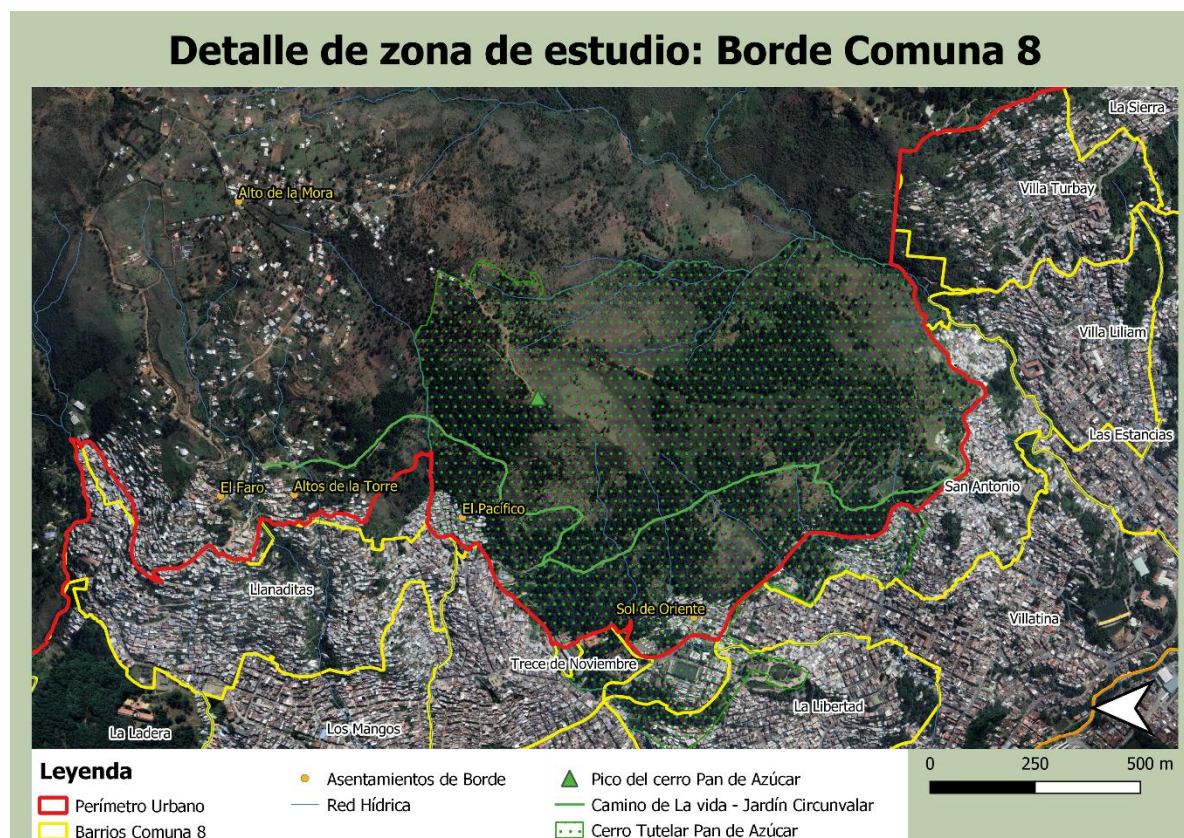 Detalle de zona de estudio: Borde Comuna 8
La Sierra
Villa Turbay
Alto de la Mora
Villa Liliam
Las Estancias
San Antonio
El Faro
Altos de la Torre
El Pacífico
Llanaditas
Sol de Oriente
Villatina
Trece de Noviembre
La Libertad
La Ladera
Los Mangos
Leyenda
Perímetro Urbano
Barrios Comuna 8
Asentamientos de Borde
Red Hídrica
Pico del cerro Pan de Azúcar
Camino de La vida - Jardín Circunvalar
Cerro Tutelar Pan de Azúcar
0 250 500 m